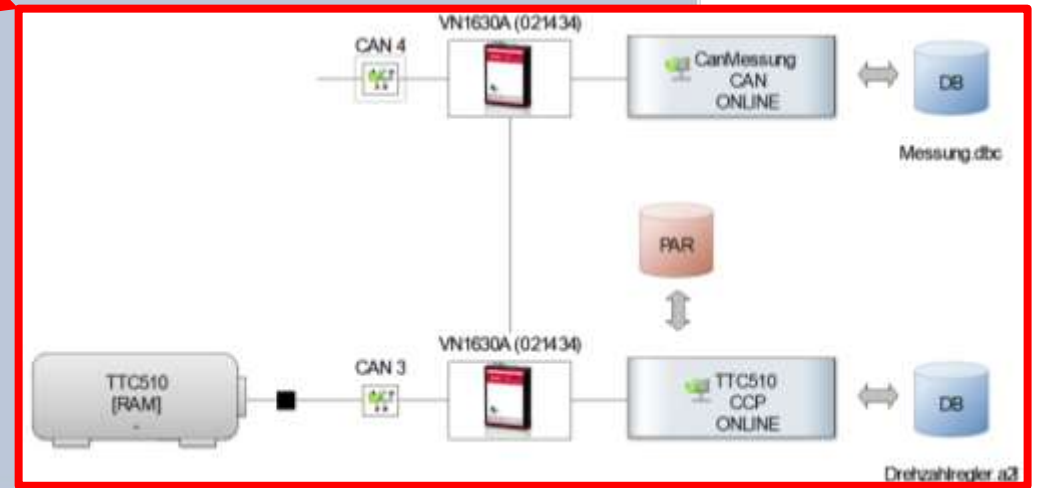 VN1630A (021434)
CAN 4
CanMessung
CAN
ONLINE
DB
Messung.dbc
PAR
VN1630A (021434)
CAN 3
TTC510
[RAM]
TTC510
CCP
ONLINE
DB
Drehzahlregler.a2l